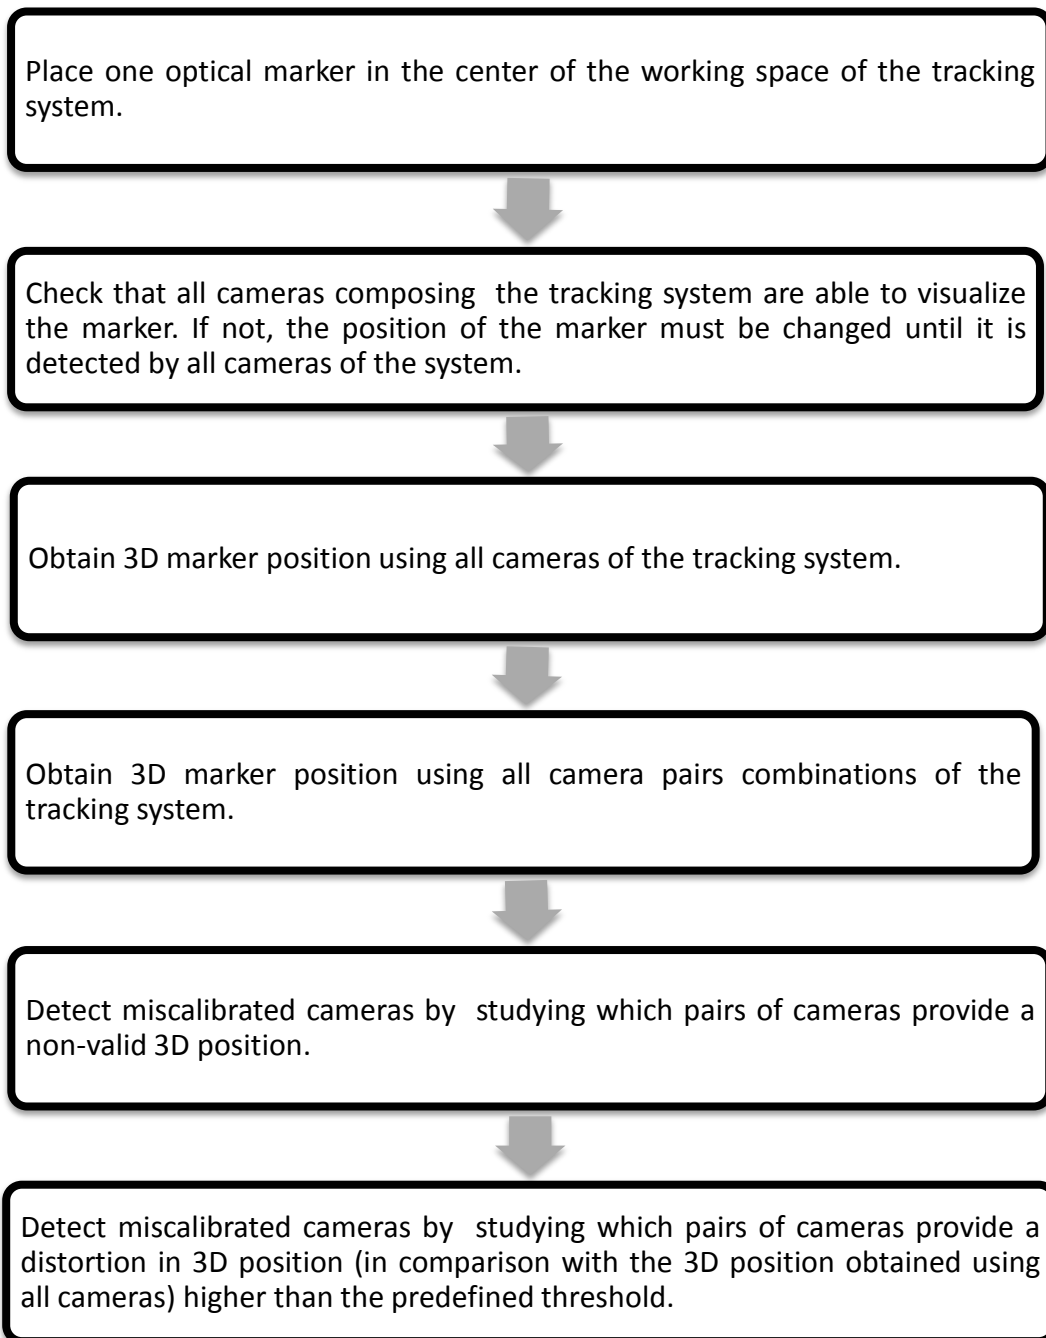 Place one optical marker in the center of the working space of the tracking
system.
Check that all cameras composing the tracking system are able to visualize
the marker. If not, the position of the marker must be changed until it is
detected by all cameras of the system.
Obtain 3D marker position using all cameras of the tracking system.
Obtain 3D marker position using all camera pairs combinations of the
tracking system.
Detect miscalibrated cameras by studying which pairs of cameras provide a
non-valid 3D position.
Detect miscalibrated cameras by studying which pairs of cameras provide a
distortion in 3D position (in comparison with the 3D position obtained using
all cameras) higher than the predefined threshold.